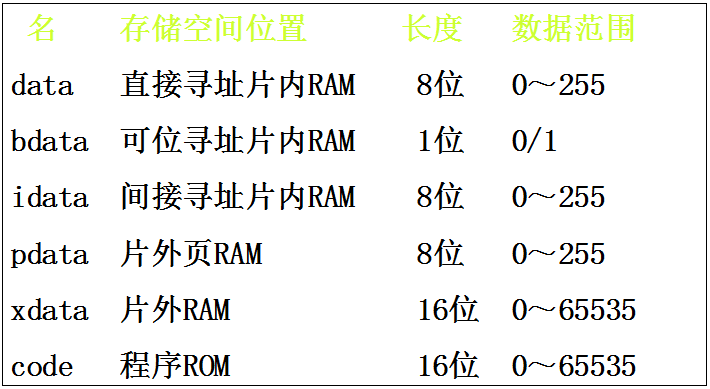 名 存储空间位置 长度 数据范围
data 直接寻址片内RAM 8位 0～255
bdata 可位寻址片内RAM 1位 0/1
idata 间接寻址片内RAM 8位 0～255
pdata 片外页RAM 8位 0～255
xdata 片外RAM 16位 0～65535
code 程序ROM 16位 0～65535